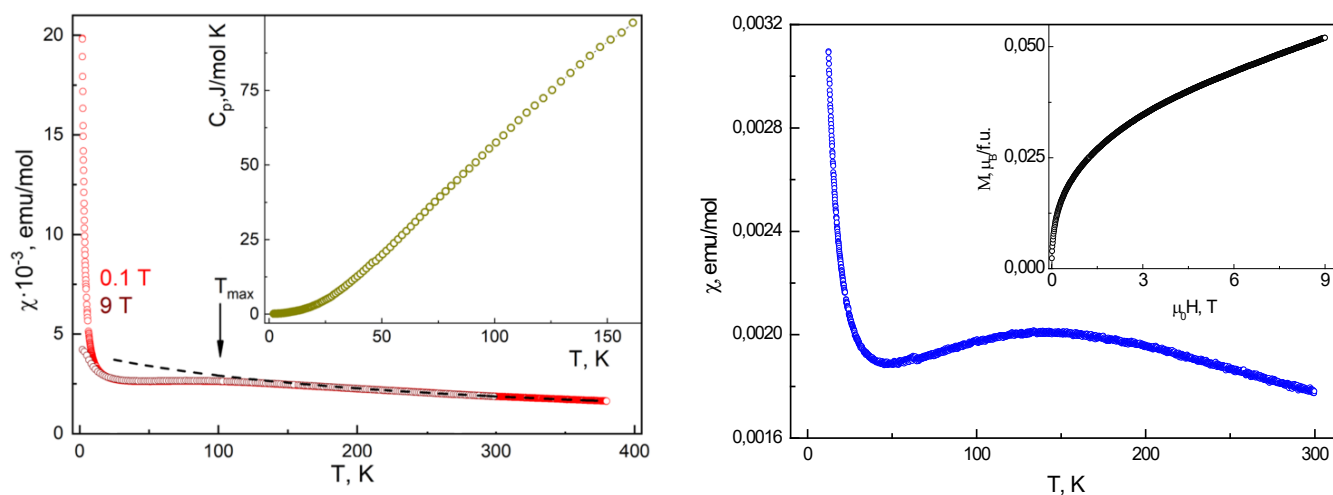 χ·10⁻³, emu/mol
20
15
10
5
0
0.1 T
9 T
T_max
0 100 200 300 400
T, K
C_p, J/mol K
75
50
25
0
0 50 100 150
T, K
χ, emu/mol
0,0032
0,0028
0,0024
0,0020
0,0016
0 100 200 300
T, K
M, μ_B/f.u.
0,050
0,025
0,000
0 3 6 9
μ₀H, T